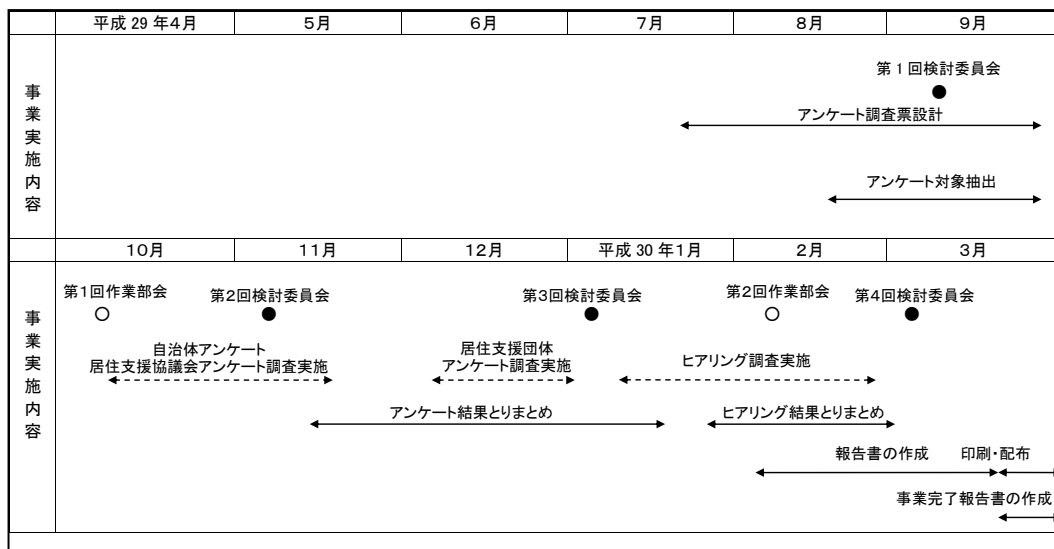 平成 29 年4月 5月 6月 7月 8月 9月
事業実施内容
第1回検討委員会
アンケート調査票設計
アンケート対象抽出
10月 11月 12月 平成 30 年1月 2月 3月
事業実施内容
第1回作業部会 第2回検討委員会 第3回検討委員会 第2回作業部会 第4回検討委員会
自治体アンケート
居住支援協議会アンケート調査実施
居住支援団体
アンケート調査実施
ヒアリング調査実施
アンケート結果とりまとめ ヒアリング結果とりまとめ
報告書の作成 印刷・配布
事業完了報告書の作成